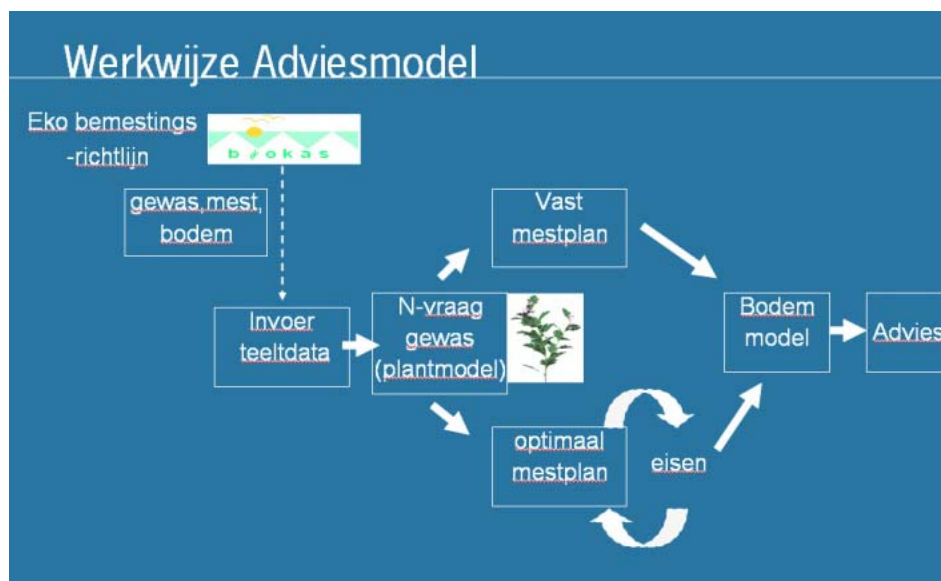 Werkwijze Adviesmodel
Eko bemestings
-richtlijn
biokas
gewas,mest,
bodem
Invoer
teeltdata
N-vraag
gewas
(plantmodel)
Vast
mestplan
optimaal
mestplan
eisen
Bodem
model
Advies